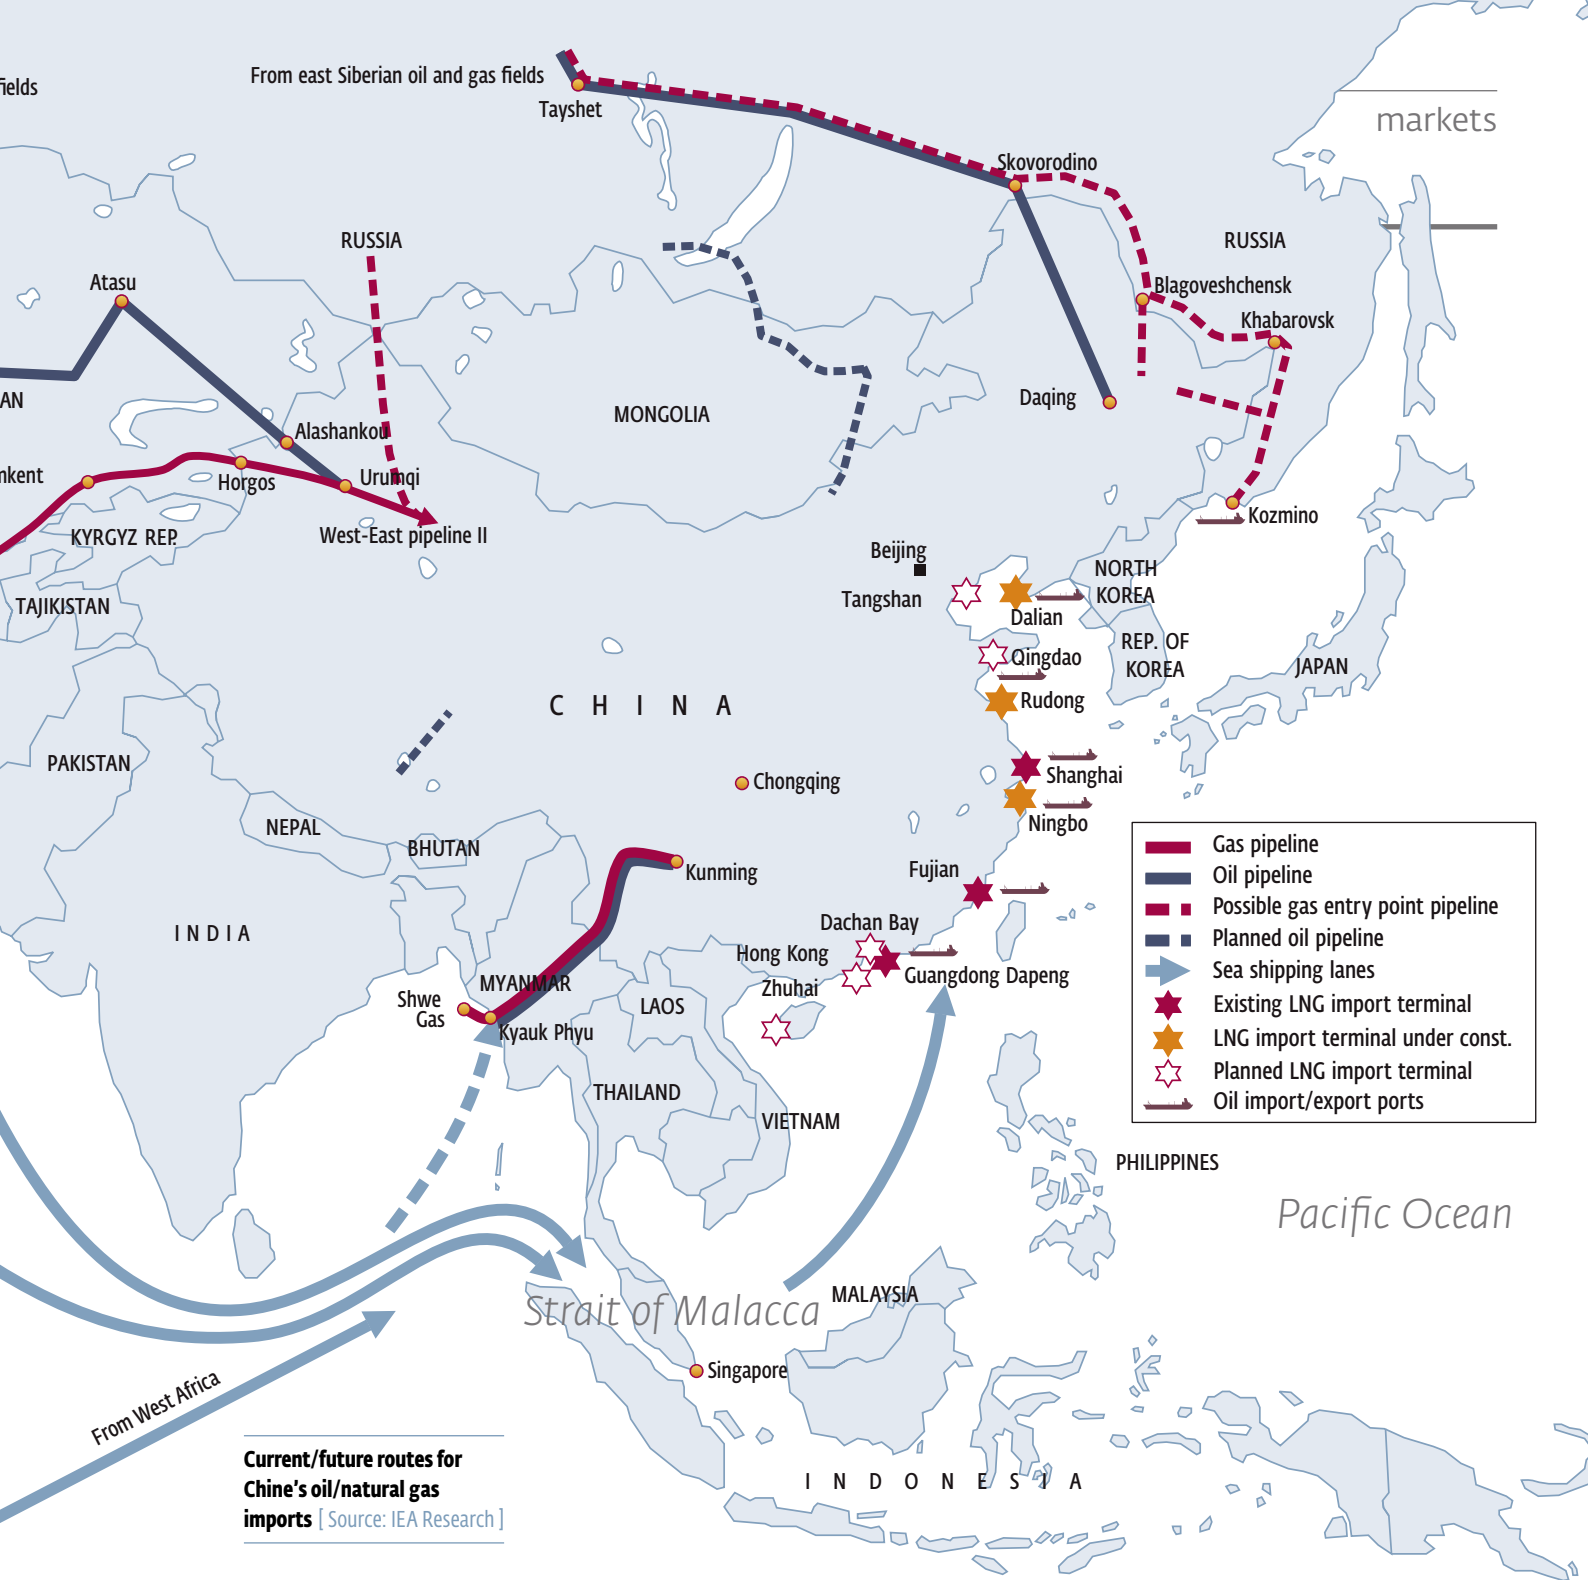 From east Siberian oil and gas fields
fields
Tayshet
markets
Skovorodino
RUSSIA
RUSSIA
Atasu
Blagoveshchensk
Khabarovsk
AN
Daqing
MONGOLIA
Alashankou
nkent
Horgos
Urumqi
Kozmino
KYRGYZ REP.
West-East pipeline II
Beijing
NORTH
KOREA
TAJIKISTAN
Tangshan
Dalian
REP. OF
KOREA
Qingdao
JAPAN
CHINA
Rudong
PAKISTAN
Shanghai
Chongqing
NEPAL
Ningbo
BHUTAN
Gas pipeline
Oil pipeline
Possible gas entry point pipeline
Planned oil pipeline
Sea shipping lanes
Existing LNG import terminal
LNG import terminal under const.
Planned LNG import terminal
Oil import/export ports
Kunming
Fujian
INDIA
Dachan Bay
Hong Kong
Guangdong Dapeng
Zhuhai
MYANMAR
Shwe
Gas
LAOS
Kyauk Phyu
THAILAND
VIETNAM
PHILIPPINES
Pacific Ocean
MALAYSIA
Strait of Malacca
Singapore
From West Africa
INDONESIA
Current/future routes for
Chine's oil/natural gas
imports [ Source: IEA Research ]